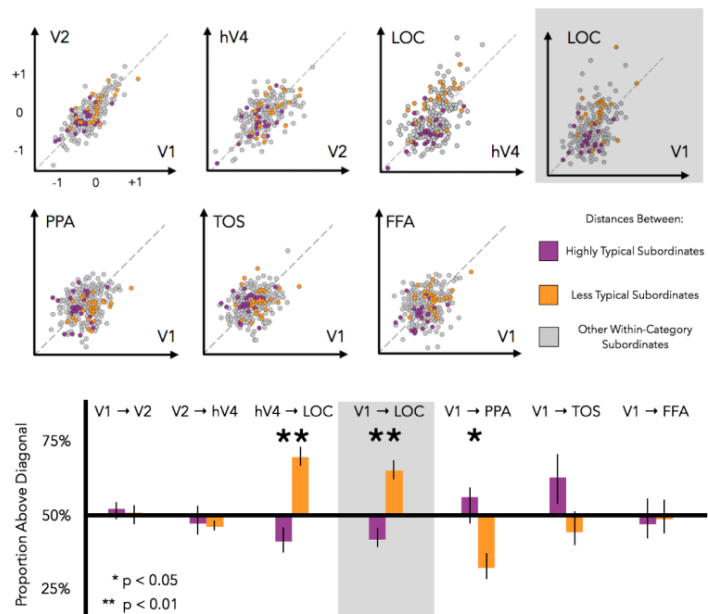 V2
hV4
LOC
LOC
+1
0
-1
V1
V2
hV4
V1
-1
0
+1
PPA
TOS
FFA
V1
V1
V1
Distances Between:
Highly Typical Subordinates
Less Typical Subordinates
Other Within-Category
Subordinates
V1 → V2
V2 → hV4
hV4 → LOC
V1 → LOC
V1 → PPA
V1 → TOS
V1 → FFA
Proportion Above Diagonal
75%
50%
25%
**
**
*
* p < 0.05
** p < 0.01